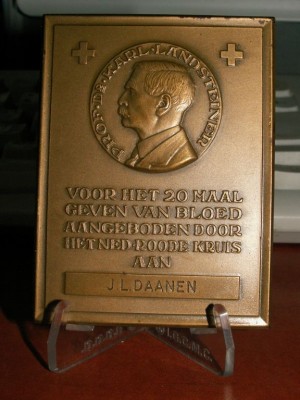 PROF·DR·KARL·LANDSTEINER
VOOR HET 20 MAAL
GEVEN VAN BLOED
AANGEBODEN DOOR
HET NED·ROODE·KRUIS
AAN
J.L.DAANEN